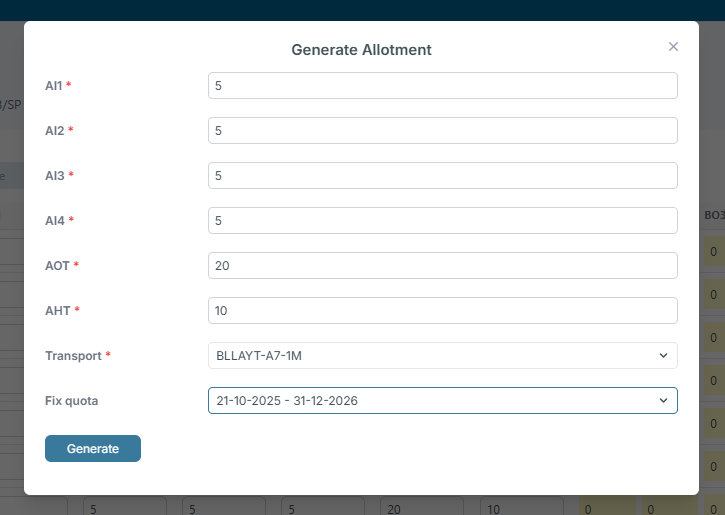 Generate Allotment ×
AI1 * 5
AI2 * 5
/SP
AI3 * 5
e
AI4 * 5
BO3
AOT * 20
0
0
AHT * 10
0
Transport * BLLAYT-A7-1M
0
Fix quota 21-10-2025 - 31-12-2026
0
Generate
0
5 5 5 20 10 0 0 0